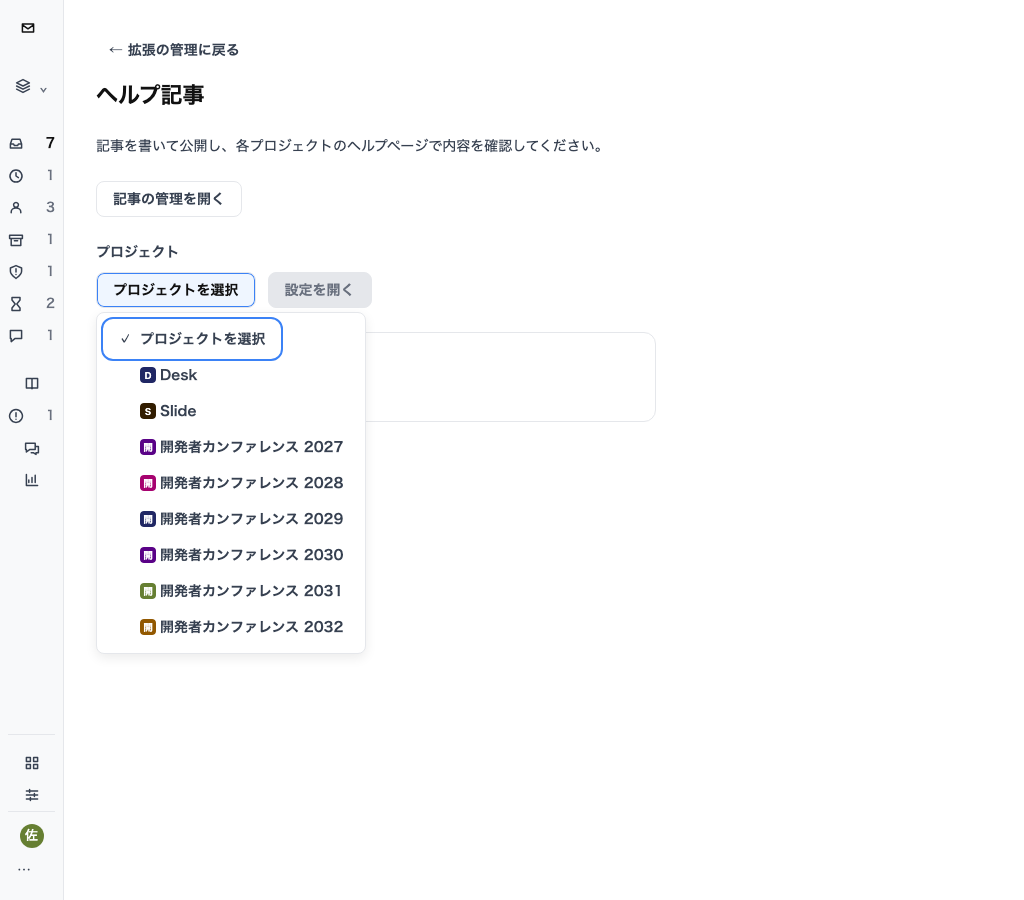 ← 拡張の管理に戻る
ヘルプ記事
記事を書いて公開し、各プロジェクトのヘルプページで内容を確認してください。
記事の管理を開く
プロジェクト
プロジェクトを選択
設定を開く
✓ プロジェクトを選択
D Desk
S Slide
開 開発者カンファレンス 2027
開 開発者カンファレンス 2028
開 開発者カンファレンス 2029
開 開発者カンファレンス 2030
開 開発者カンファレンス 2031
開 開発者カンファレンス 2032
7
1
3
1
1
2
1
1
佐
...